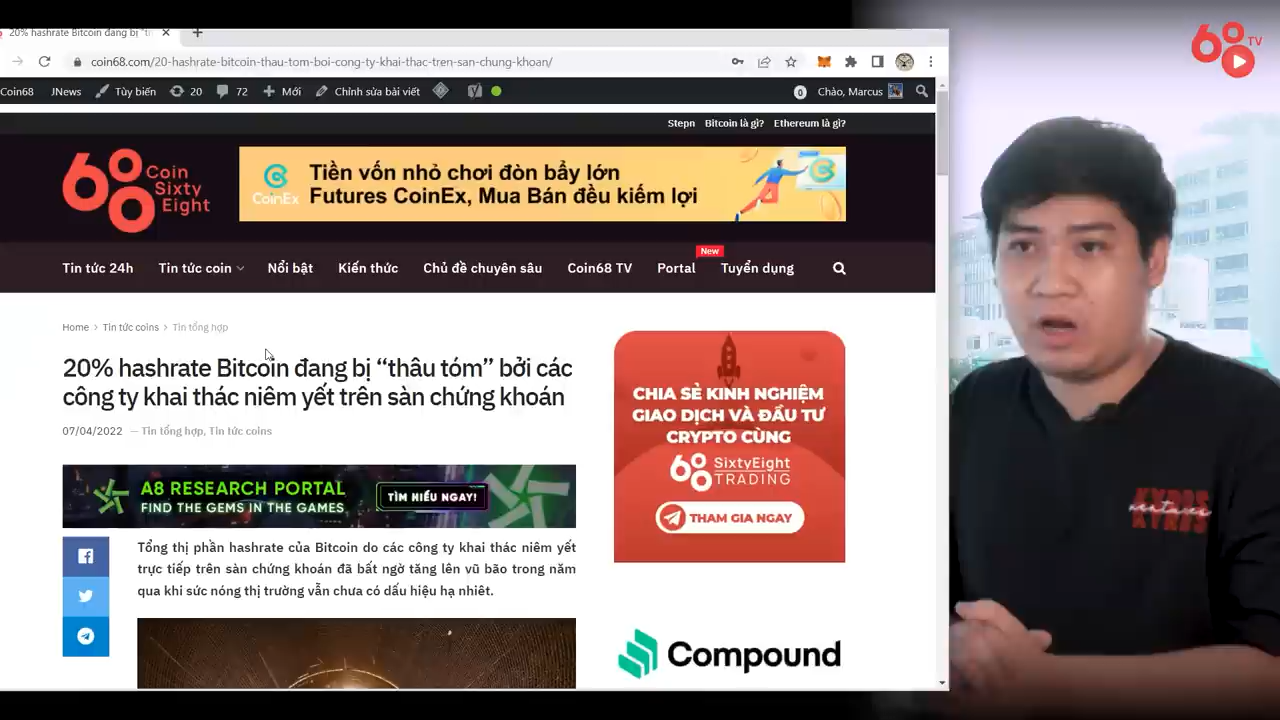 20% hashrate Bitcoin đang bị “t
coin68.com/20-hashrate-bitcoin-thau-tom-boi-cong-ty-khai-thac-tren-san-chung-khoan/
Coin68 JNews Tùy biến 20 72 Mới Chỉnh sửa bài viết 0 Chào, Marcus
Stepn Bitcoin là gì? Ethereum là gì?
68 Coin
Sixty
Eight
CoinEx
Tiền vốn nhỏ chơi đòn bẩy lớn
Futures CoinEx, Mua Bán đều kiếm lợi
New
Tin tức 24h Tin tức coin Nổi bật Kiến thức Chủ đề chuyên sâu Coin68 TV Portal Tuyển dụng
Home > Tin tức coins > Tin tổng hợp
20% hashrate Bitcoin đang bị “thâu tóm” bởi các
công ty khai thác niêm yết trên sàn chứng khoán
07/04/2022 — Tin tổng hợp, Tin tức coins
A8 RESEARCH PORTAL
FIND THE GEMS IN THE GAMES
TÌM HIỂU NGAY!
Tổng thị phần hashrate của Bitcoin do các công ty khai thác niêm yết
trực tiếp trên sàn chứng khoán đã bất ngờ tăng lên vũ bão trong năm
qua khi sức nóng thị trường vẫn chưa có dấu hiệu hạ nhiêt.
CHIA SẺ KINH NGHIỆM
GIAO DỊCH VÀ ĐẦU TƯ
CRYPTO CÙNG
68 SixtyEight
TRADING
THAM GIA NGAY
Compound
68 TV
KYROS
ventures
KYROS